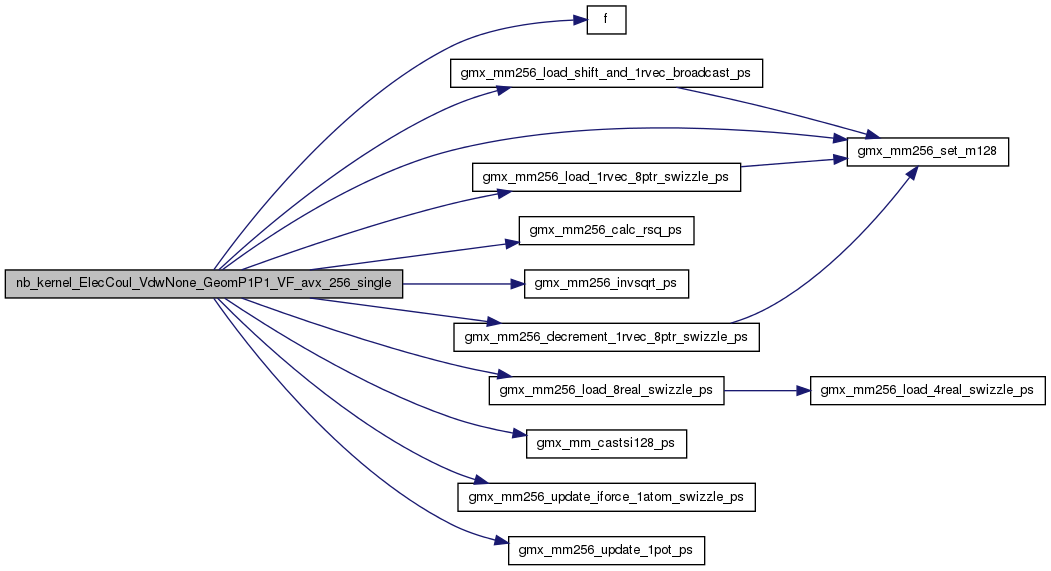 f
gmx_mm256_load_shift_and_1rvec_broadcast_ps
gmx_mm256_set_m128
gmx_mm256_load_1rvec_8ptr_swizzle_ps
gmx_mm256_calc_rsq_ps
nb_kernel_ElecCoul_VdwNone_GeomP1P1_VF_avx_256_single
gmx_mm256_invsqrt_ps
gmx_mm256_decrement_1rvec_8ptr_swizzle_ps
gmx_mm256_load_8real_swizzle_ps
gmx_mm256_load_4real_swizzle_ps
gmx_mm_castsi128_ps
gmx_mm256_update_iforce_1atom_swizzle_ps
gmx_mm256_update_1pot_ps